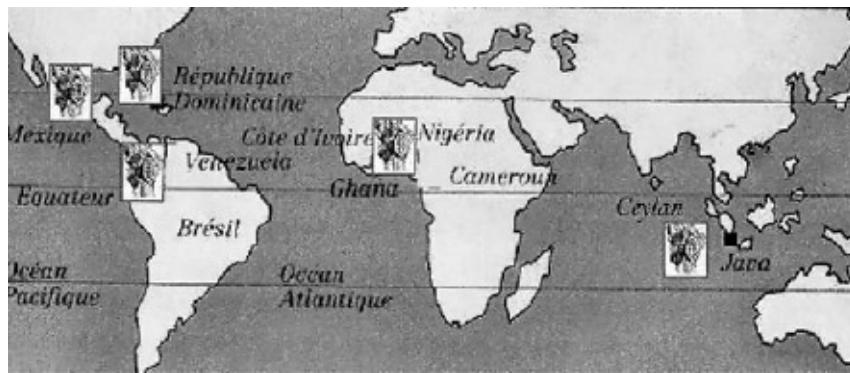 République
Dominicaine
Mexique
Côte d'Ivoire
Nigéria
Venezuela
Ghana
Cameroun
Equateur
Ceylan
Brésil
Java
Océan
Pacifique
Océan
Atlantique